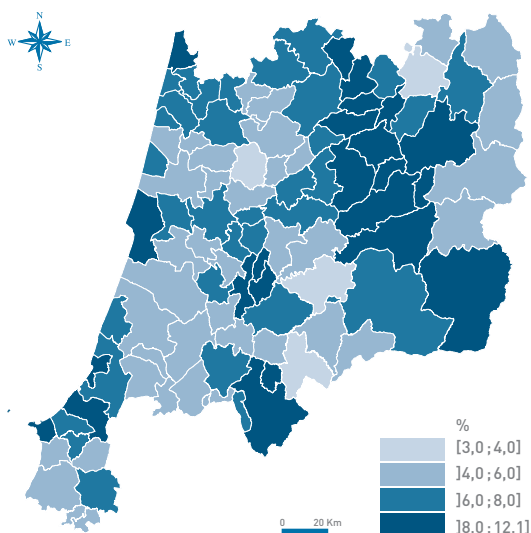 N
W E
S
%
[3,0 ; 4,0]
]4,0 ; 6,0]
]6,0 ; 8,0]
]8,0 ; 12,1]
0 20 Km